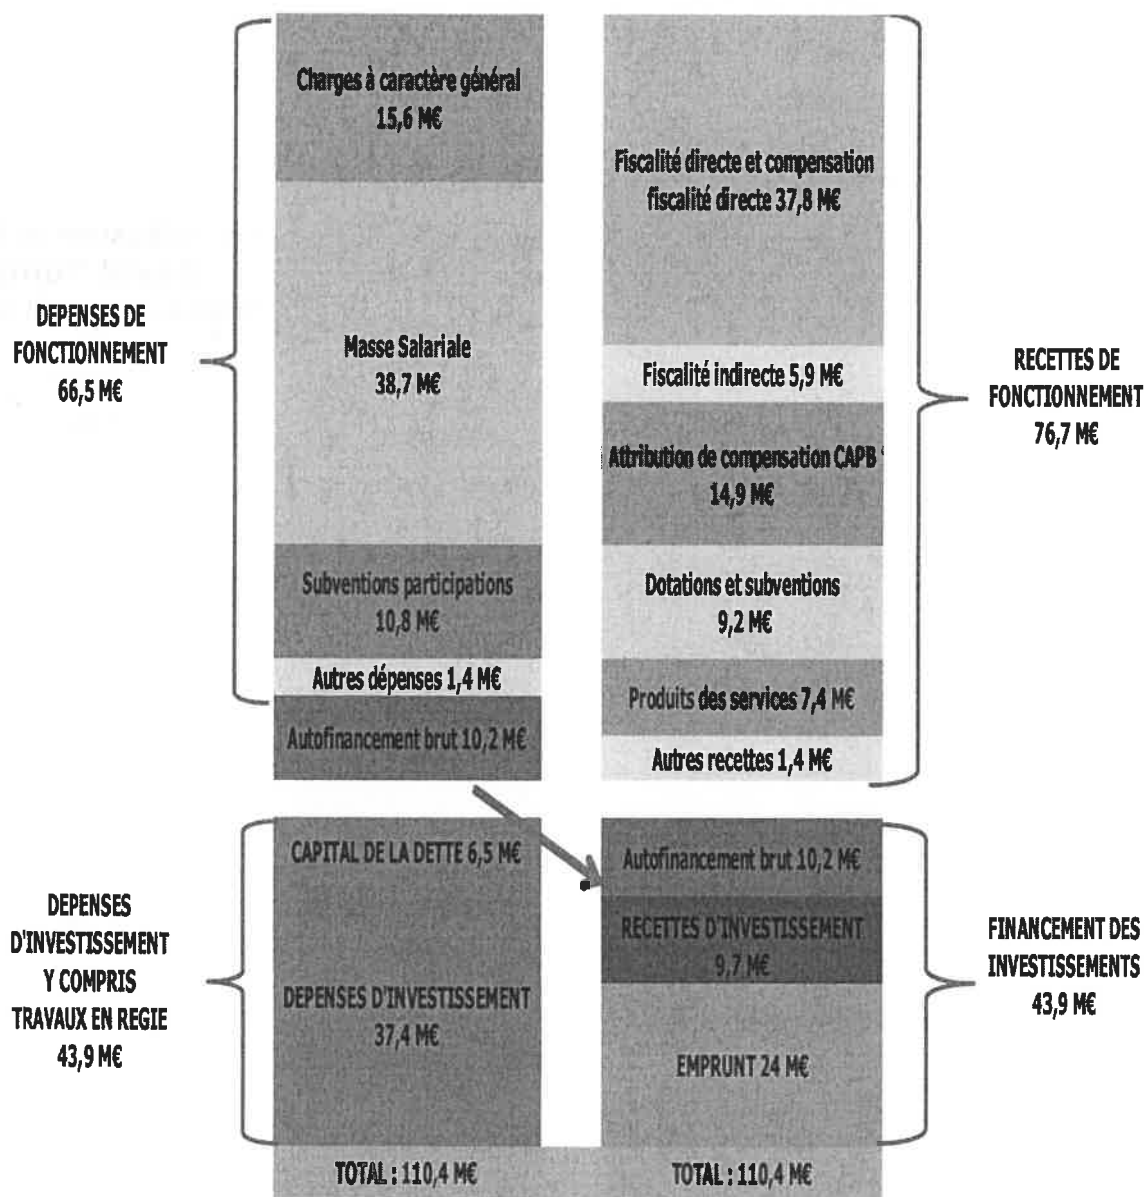 Charges à caractère général
15,6 M€
Masse Salariale
38,7 M€
Subventions participations
10,8 M€
Autres dépenses 1,4 M€
Autofinancement brut 10,2 M€
DEPENSES DE
FONCTIONNEMENT
66,5 M€
Fiscalité directe et compensation
fiscalité directe 37,8 M€
Fiscalité indirecte 5,9 M€
Attribution de compensation CAPB
14,9 M€
Dotations et subventions
9,2 M€
Produits des services 7,4 M€
Autres recettes 1,4 M€
RECETTES DE
FONCTIONNEMENT
76,7 M€
DEPENSES
D'INVESTISSEMENT
Y COMPRIS
TRAVAUX EN REGIE
43,9 M€
CAPITAL DE LA DETTE 6,5 M€
DEPENSES D'INVESTISSEMENT
37,4 M€
Autofinancement brut 10,2 M€
RECETTES D'INVESTISSEMENT
9,7 M€
EMPRUNT 24 M€
FINANCEMENT DES
INVESTISSEMENTS
43,9 M€
TOTAL : 110,4 M€
TOTAL : 110,4 M€